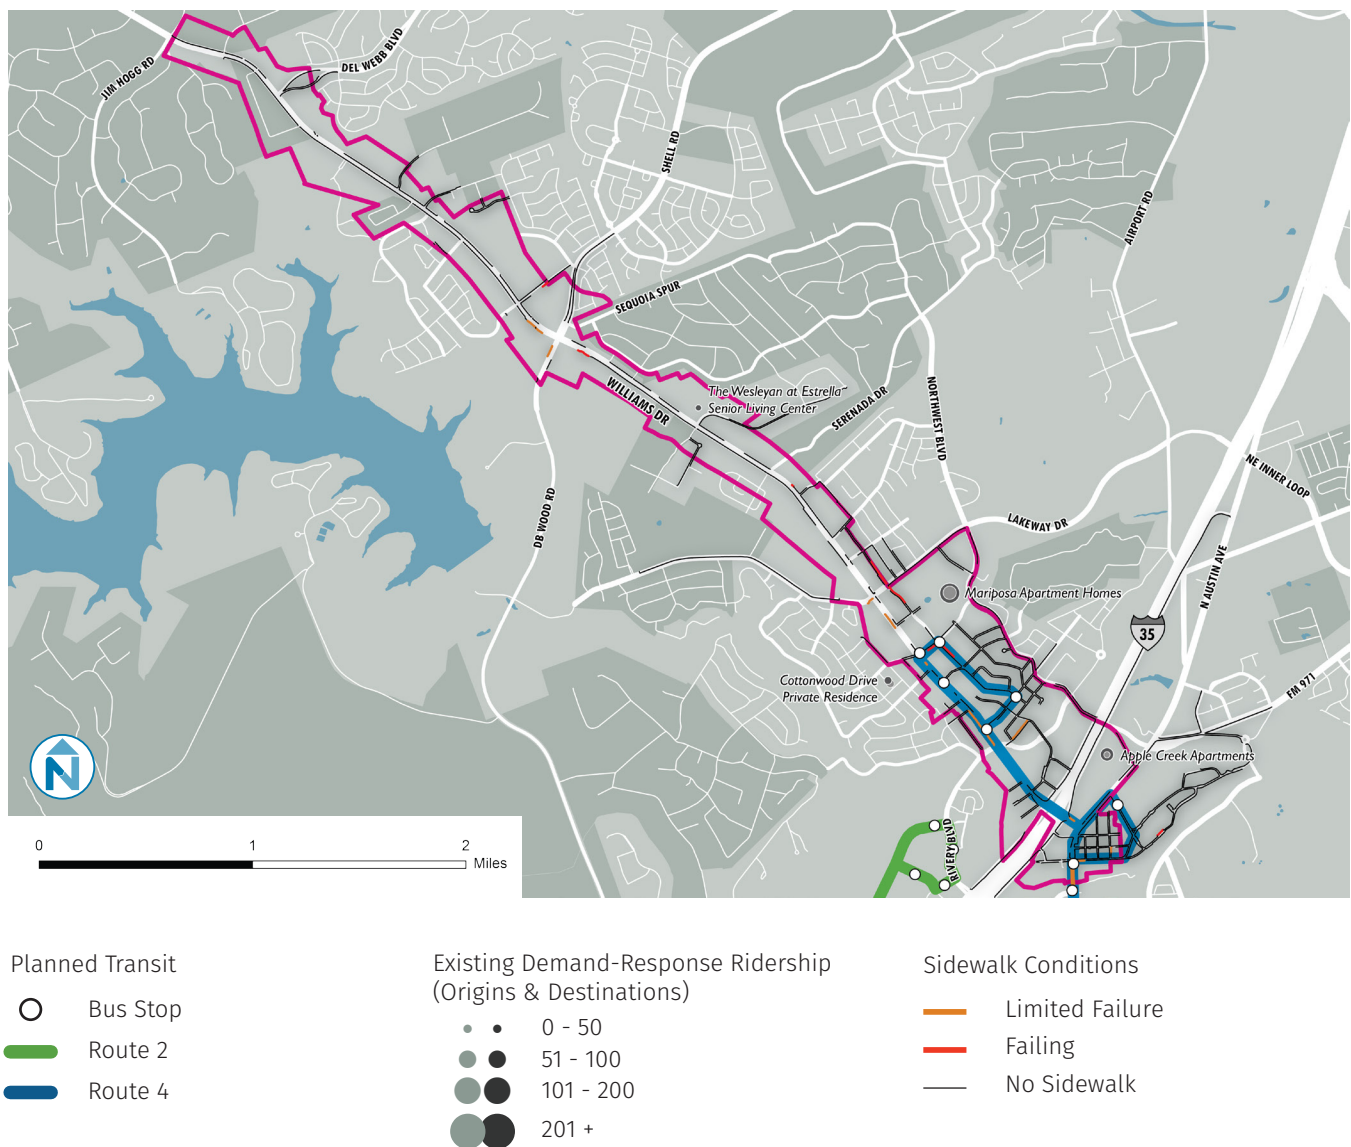 JIM HOGG RD
DEL WEBB BLVD
SHELL RD
AIRPORT RD
SEQUOIA SPUR
The Wesleyan at Estrella
Senior Living Center
WILLIAMS DR
SERENADA DR
NORTHWEST BLVD
NE INNER LOOP
DB WOOD RD
LAKEWAY DR
N AUSTIN AVE
Mariposa Apartment Homes
35
Cottonwood Drive
Private Residence
FM 971
Apple Creek Apartments
RIVERY BLVD
N
0 1 2
Miles
Planned Transit
Bus Stop
Route 2
Route 4
Existing Demand-Response Ridership
(Origins & Destinations)
0 - 50
51 - 100
101 - 200
201 +
Sidewalk Conditions
Limited Failure
Failing
No Sidewalk